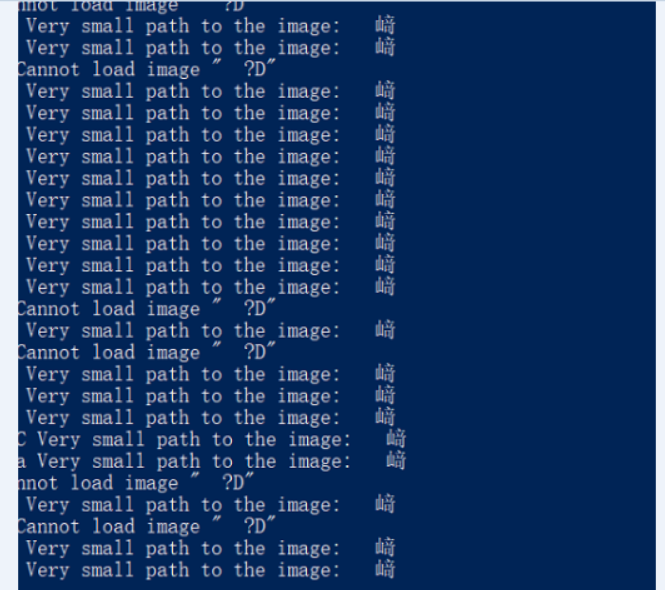 nnot load image "  ?D
Very small path to the image:   崎
Very small path to the image:   崎
Cannot load image "  ?D"
Very small path to the image:   崎
Very small path to the image:   崎
Very small path to the image:   崎
Very small path to the image:   崎
Very small path to the image:   崎
Very small path to the image:   崎
Very small path to the image:   崎
Very small path to the image:   崎
Very small path to the image:   崎
Very small path to the image:   崎
Cannot load image "  ?D"
Very small path to the image:   崎
Cannot load image "  ?D"
Very small path to the image:   崎
Very small path to the image:   崎
Very small path to the image:   崎
C Very small path to the image:   崎
a Very small path to the image:   崎
nnot load image "  ?D"
Very small path to the image:   崎
Cannot load image "  ?D"
Very small path to the image:   崎
Very small path to the image:   崎